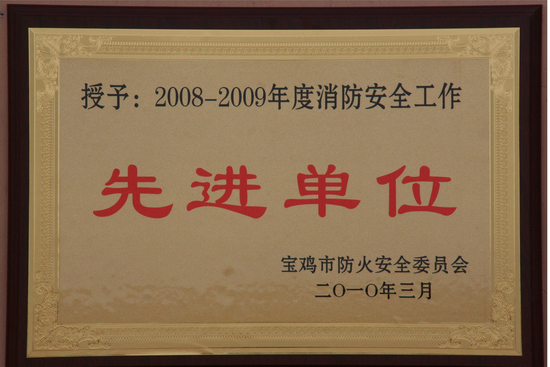 授予：2008-2009年度消防安全工作
先进单位
宝鸡市防火安全委员会
二〇一〇年三月